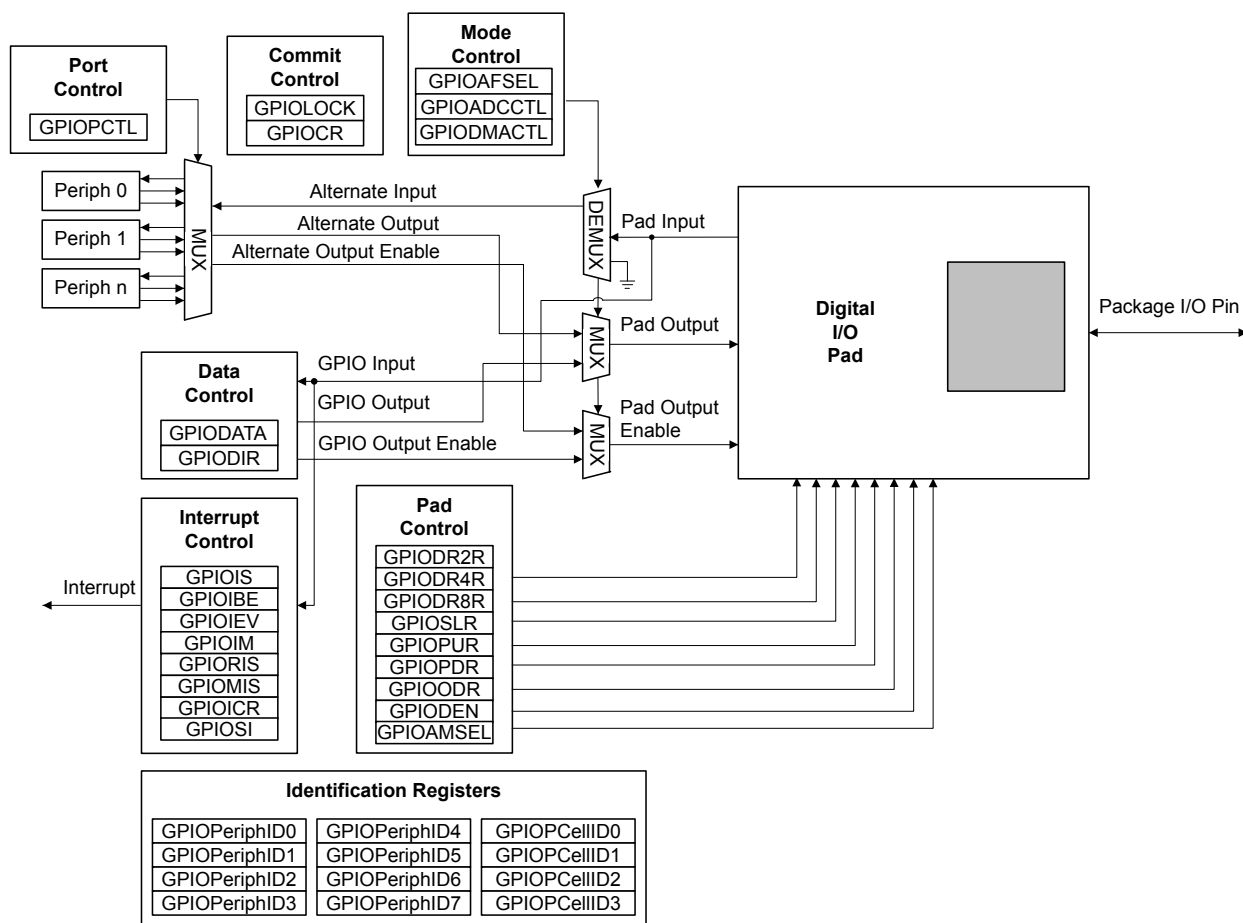 Port
Control
GPIOPCTL
Commit
Control
GPIOLOCK
GPIOCR
Mode
Control
GPIOAFSEL
GPIOADCCTL
GPIODMACTL
Periph 0
Periph 1
Periph n
MUX
Alternate Input
Alternate Output
Alternate Output Enable
DEMUX
Pad Input
MUX
Pad Output
MUX
Pad Output
Enable
Digital
I/O
Pad
Package I/O Pin
Data
Control
GPIODATA
GPIODIR
GPIO Input
GPIO Output
GPIO Output Enable
Interrupt
Control
GPIOIS
GPIOIBE
GPIOIEV
GPIOIM
GPIORIS
GPIOMIS
GPIOICR
GPIOSI
Interrupt
Pad
Control
GPIODR2R
GPIODR4R
GPIODR8R
GPIOSLR
GPIOPUR
GPIOPDR
GPIOODR
GPIODEN
GPIOAMSEL
Identification Registers
GPIOPeriphID0
GPIOPeriphID1
GPIOPeriphID2
GPIOPeriphID3
GPIOPeriphID4
GPIOPeriphID5
GPIOPeriphID6
GPIOPeriphID7
GPIOPCellID0
GPIOPCellID1
GPIOPCellID2
GPIOPCellID3